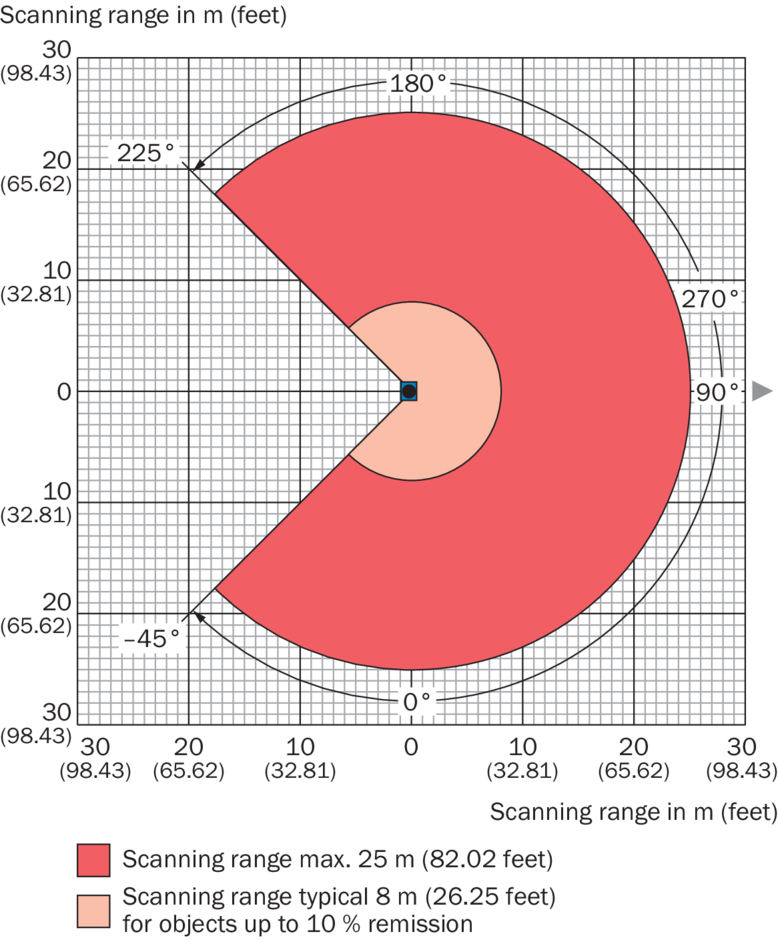 Scanning range in m (feet)
30
(98.43)
180°
225°
20
(65.62)
10
(32.81)
270°
0
90°
10
(32.81)
20
(65.62)
–45°
0°
30
(98.43)
30 20 10 0 10 20 30
(98.43) (65.62) (32.81) (32.81) (65.62) (98.43)
Scanning range in m (feet)
Scanning range max. 25 m (82.02 feet)
Scanning range typical 8 m (26.25 feet)
for objects up to 10 % remission